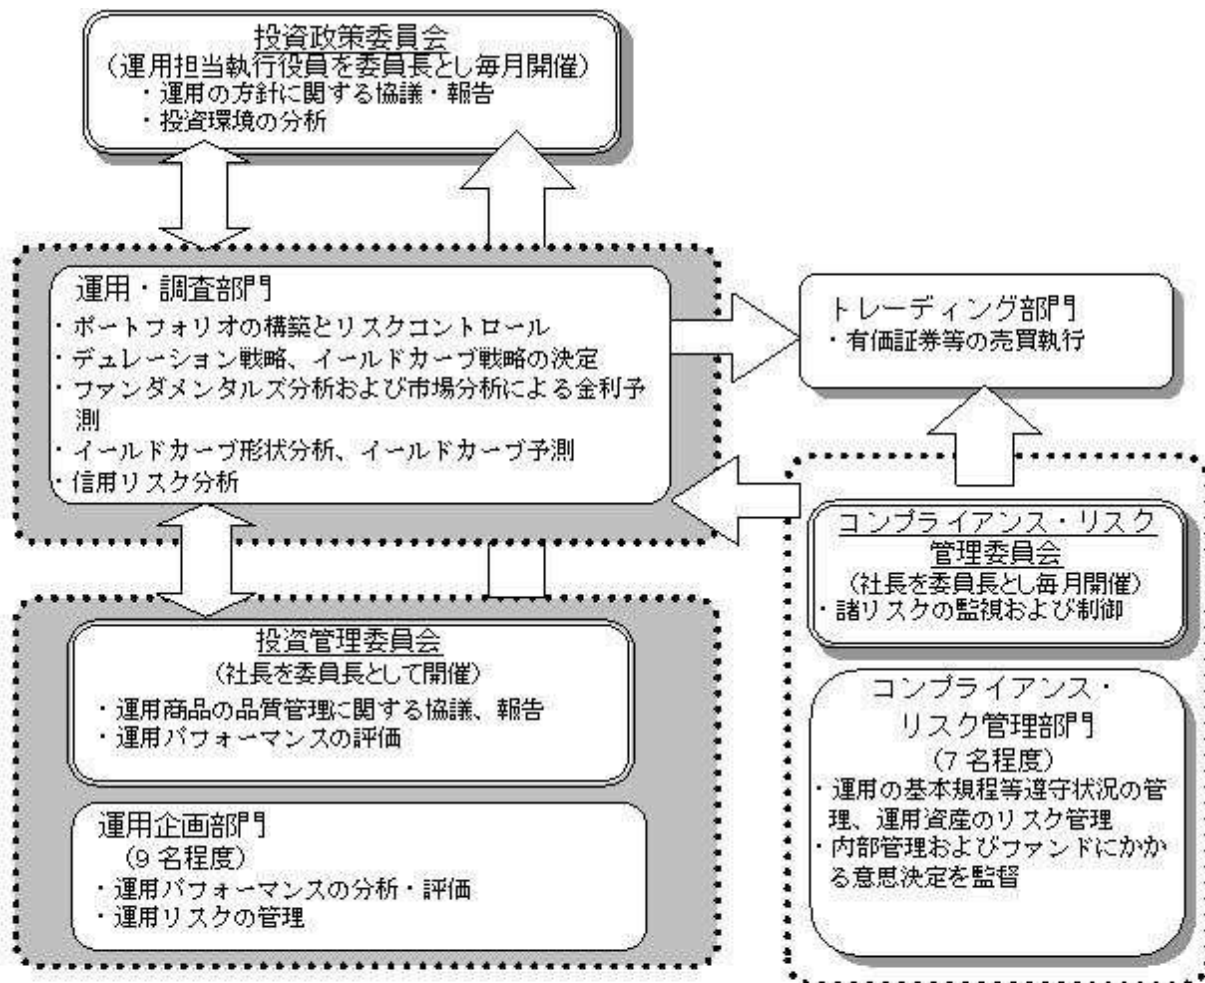 投資政策委員会
（運用担当執行役員を委員長とし毎月開催）
・運用の方針に関する協議・報告
・投資環境の分析
運用・調査部門
・ポートフォリオの構築とリスクコントロール
・デュレーション戦略、イールドカーブ戦略の決定
・ファンダメンタルズ分析および市場分析による金利予
測
・イールドカーブ形状分析、イールドカーブ予測
・信用リスク分析
トレーディング部門
・有価証券等の売買執行
投資管理委員会
（社長を委員長として開催）
・運用商品の品質管理に関する協議、報告
・運用パフォーマンスの評価
運用企画部門
（9名程度）
・運用パフォーマンスの分析・評価
・運用リスクの管理
コンプライアンス・リスク
管理委員会
（社長を委員長とし毎月開催）
・諸リスクの監視および制御
コンプライアンス・
リスク管理部門
（7名程度）
・運用の基本規程等遵守状況の管
理、運用資産のリスク管理
・内部管理およびファンドにかか
る意思決定を監督